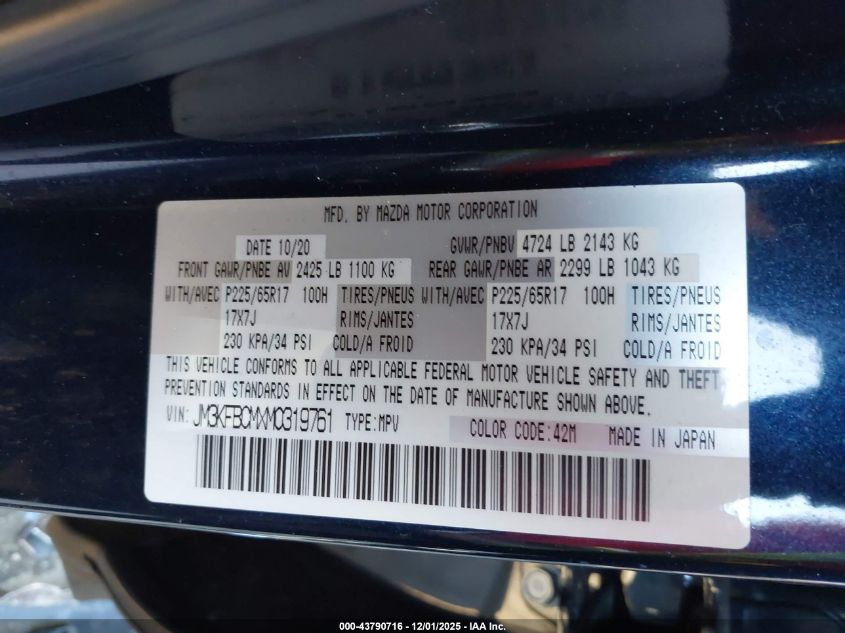 MFD. BY MAZDA MOTOR CORPORATION
DATE 10/20 GVWR/PNBV 4724 LB 2143 KG
FRONT GAWR/PNBE AV 2425 LB 1100 KG REAR GAWR/PNBE AR 2299 LB 1043 KG
WITH/AVEC P225/65R17 100H TIRES/PNEUS WITH/AVEC P225/65R17 100H TIRES/PNEUS
17X7J RIMS/JANTES 17X7J RIMS/JANTES
230 KPA/34 PSI COLD/A FROID 230 KPA/34 PSI COLD/A FROID
THIS VEHICLE CONFORMS TO ALL APPLICABLE FEDERAL MOTOR VEHICLE SAFETY AND THEFT
PREVENTION STANDARDS IN EFFECT ON THE DATE OF MANUFACTURE SHOWN ABOVE.
VIN: JM3KFBCMXM0319761 TYPE:MPV COLOR CODE:42M MADE IN JAPAN
000-43790716 - 12/01/2025 - IAA Inc.